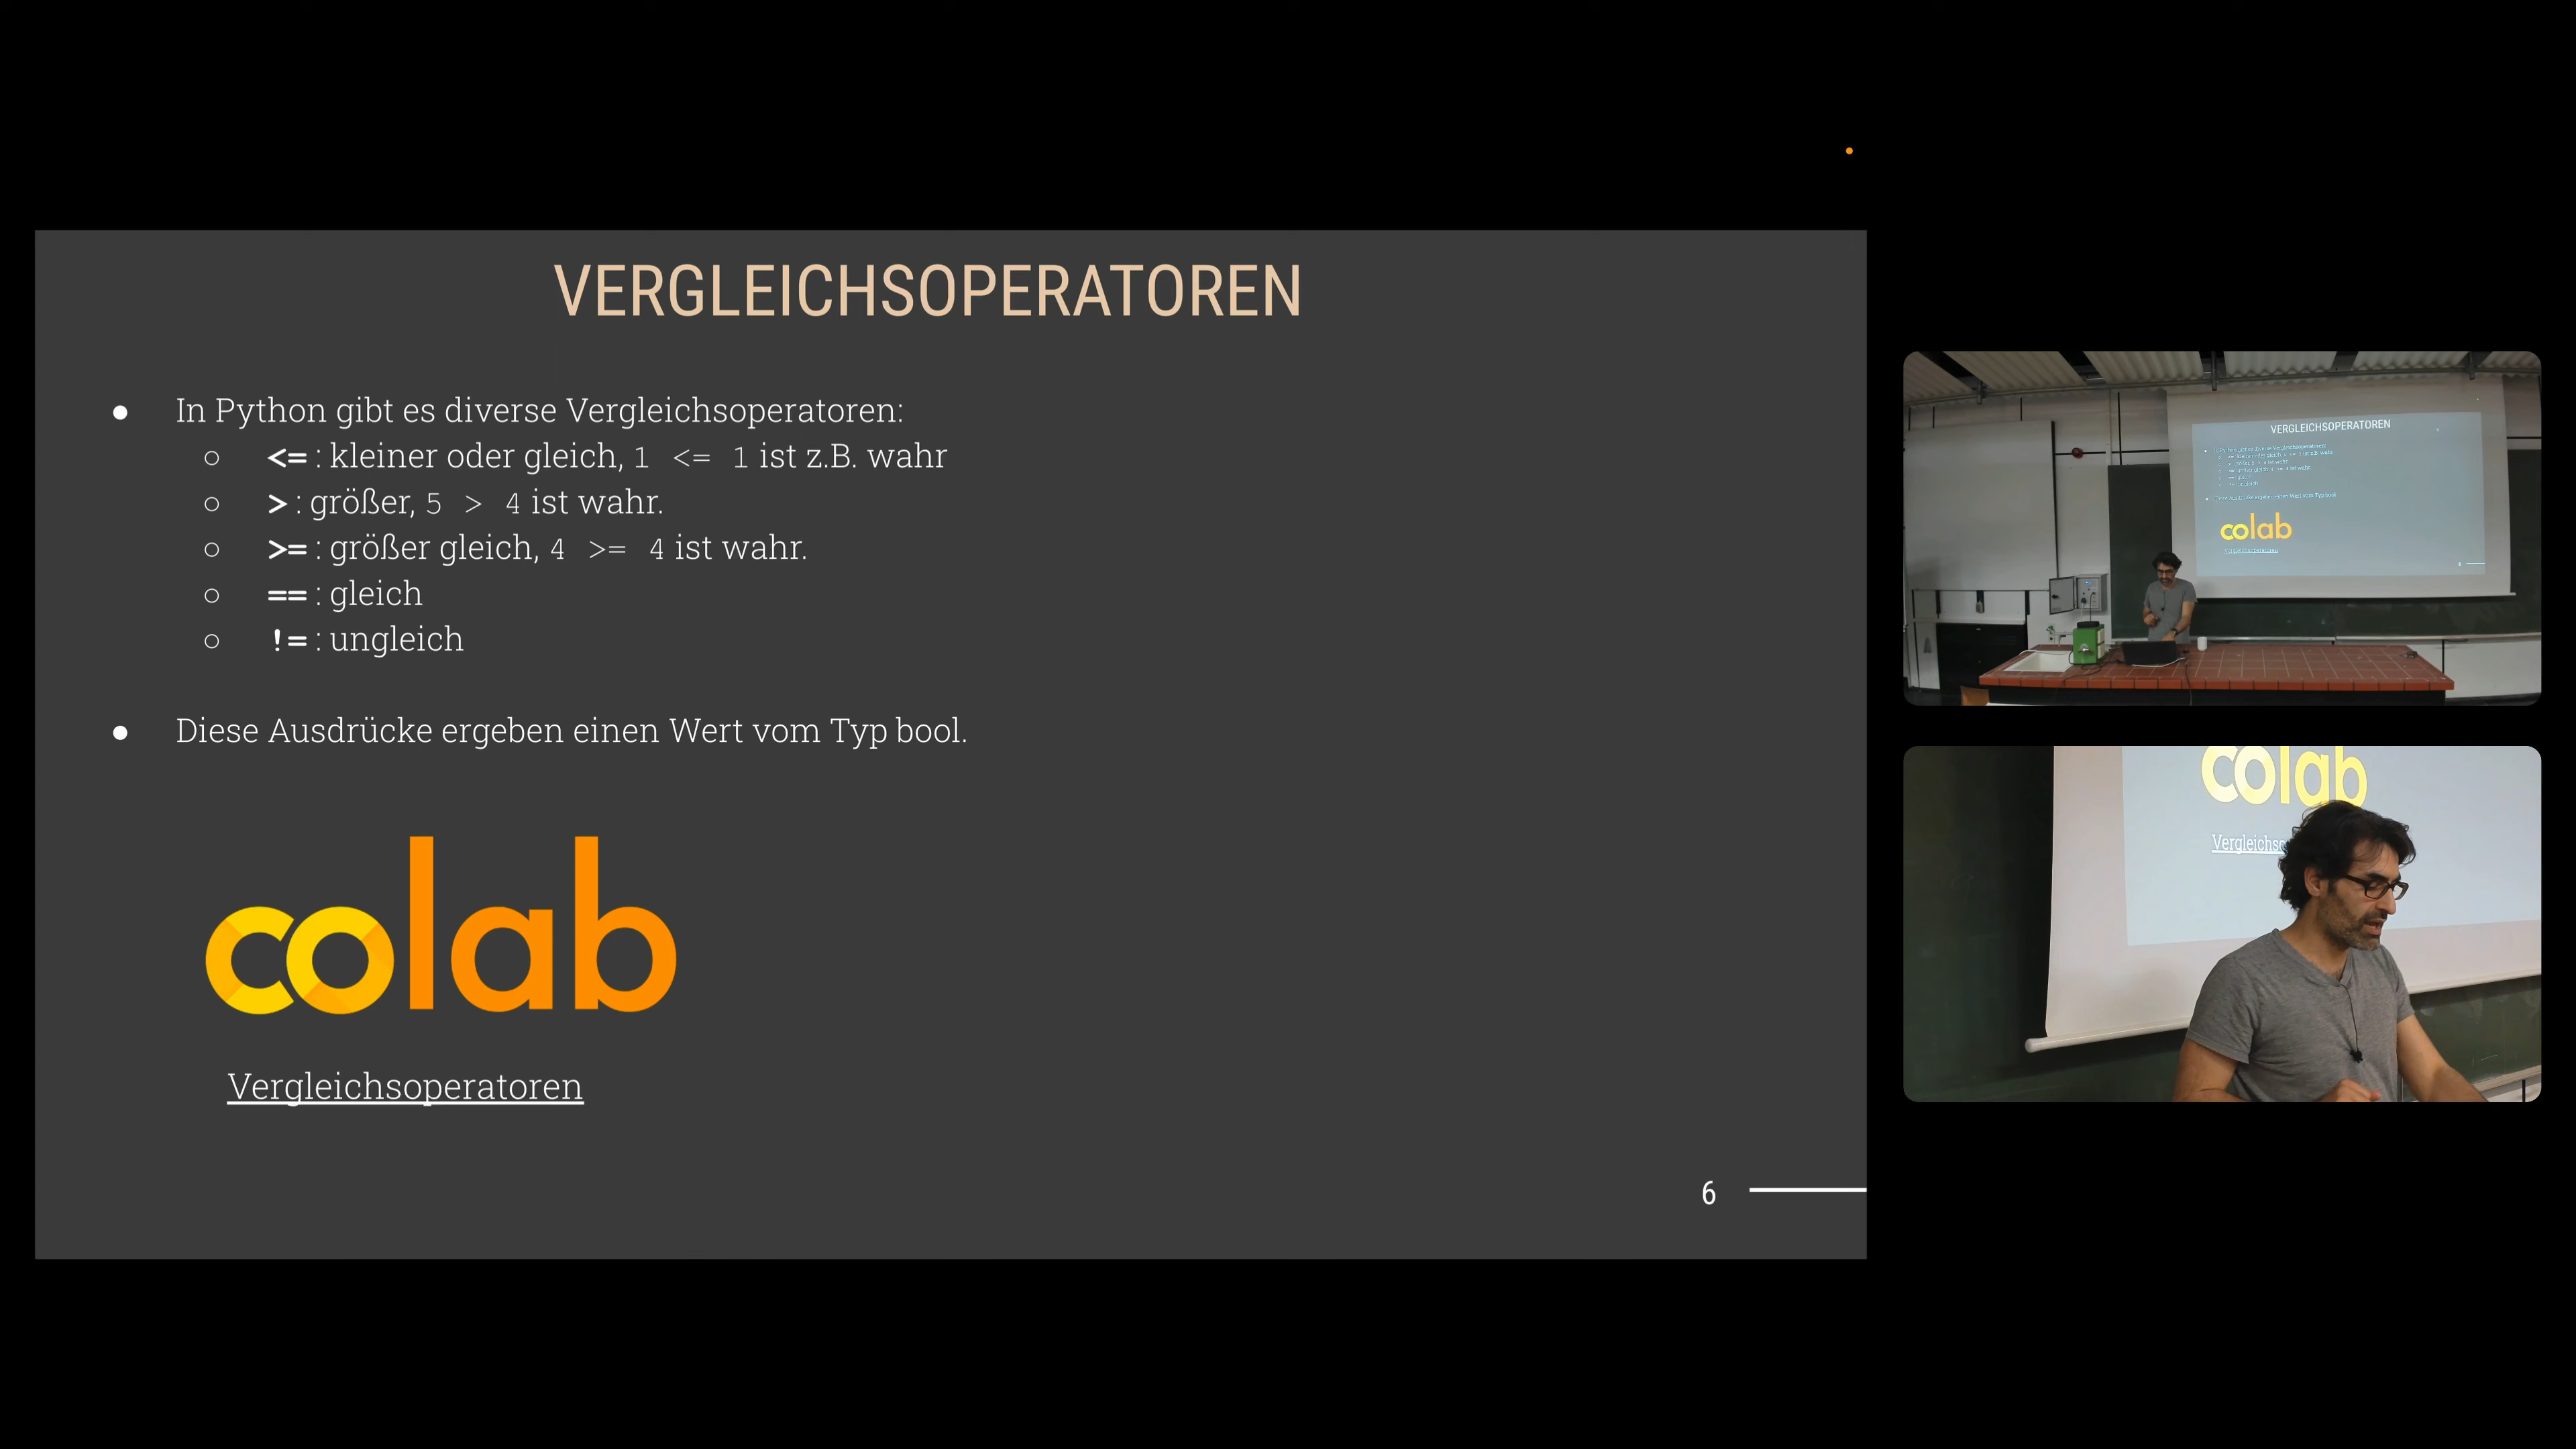 VERGLEICHSOPERATOREN
● In Python gibt es diverse Vergleichsoperatoren:
○ <= : kleiner oder gleich, 1 <= 1 ist z.B. wahr
○ > : größer, 5 > 4 ist wahr.
○ >= : größer gleich, 4 >= 4 ist wahr.
○ == : gleich
○ != : ungleich
● Diese Ausdrücke ergeben einen Wert vom Typ bool.
colab
Vergleichsoperatoren
6
VERGLEICHSOPERATOREN
colab
Vergleichsoperatoren
colab